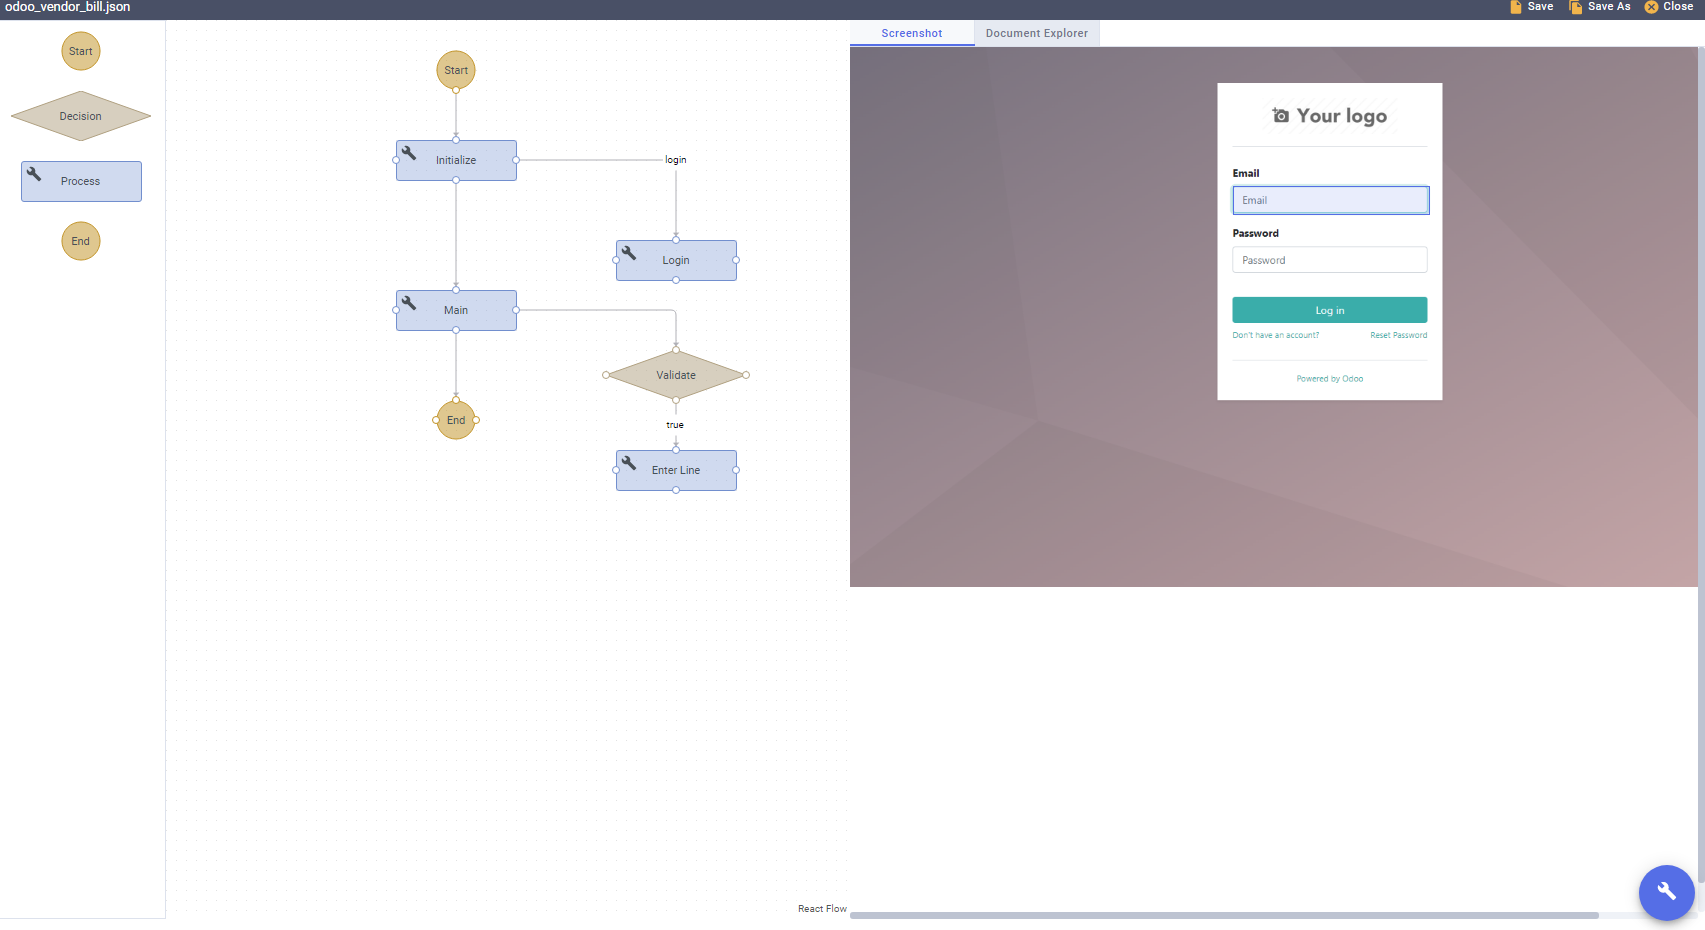 odoo_vendor_bill.json
Save
Save As
Close
Start
Decision
Process
End
Start
Initialize
login
Login
Main
Validate
true
End
Enter Line
React Flow
Screenshot
Document Explorer
Your logo
Email
Email
Password
Password
Log in
Don't have an account?
Reset Password
Powered by Odoo